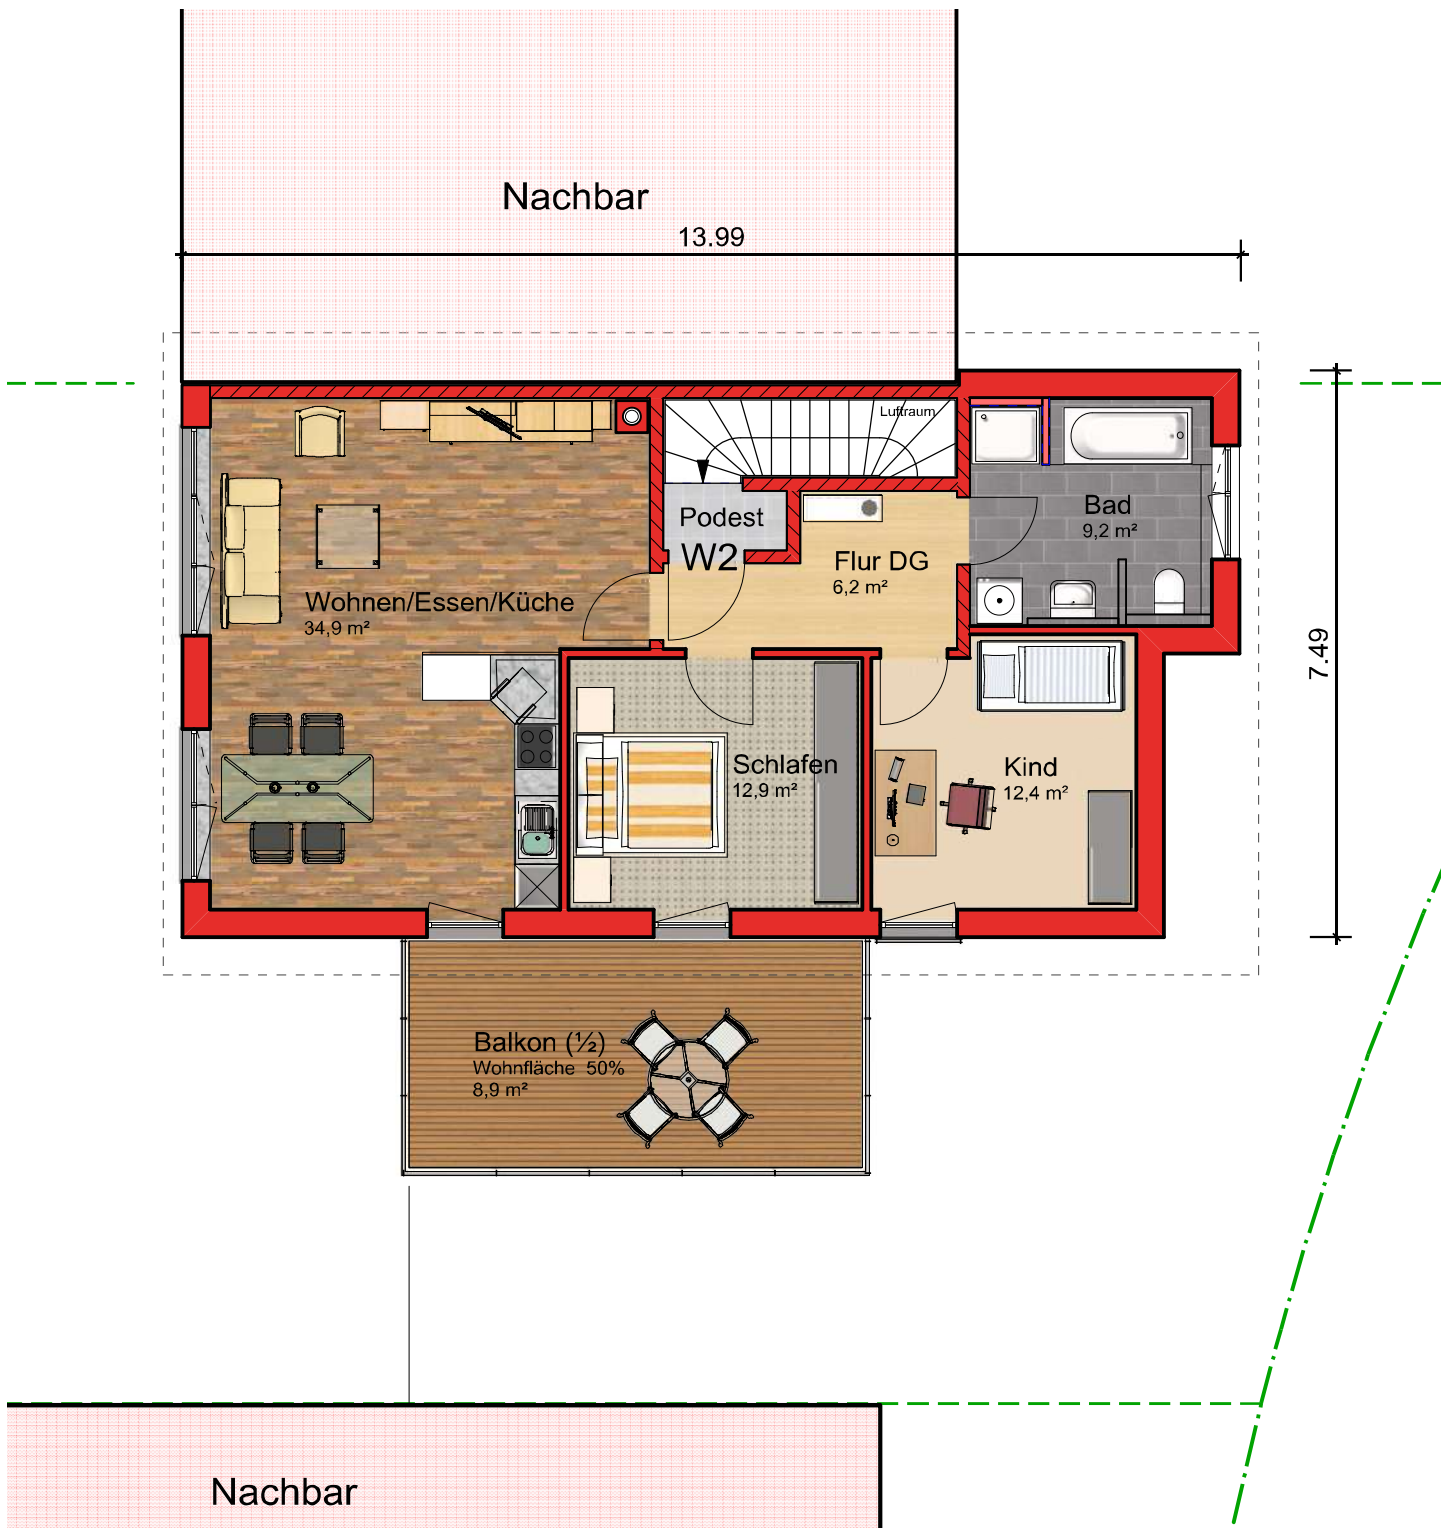 Nachbar
13.99
Luftraum
Podest
W2
Bad
9,2 m²
Flur DG
6,2 m²
Wohnen/Essen/Küche
34,9 m²
7.49
Schlafen
12,9 m²
Kind
12,4 m²
Balkon (½)
Wohnfläche 50%
8,9 m²
Nachbar